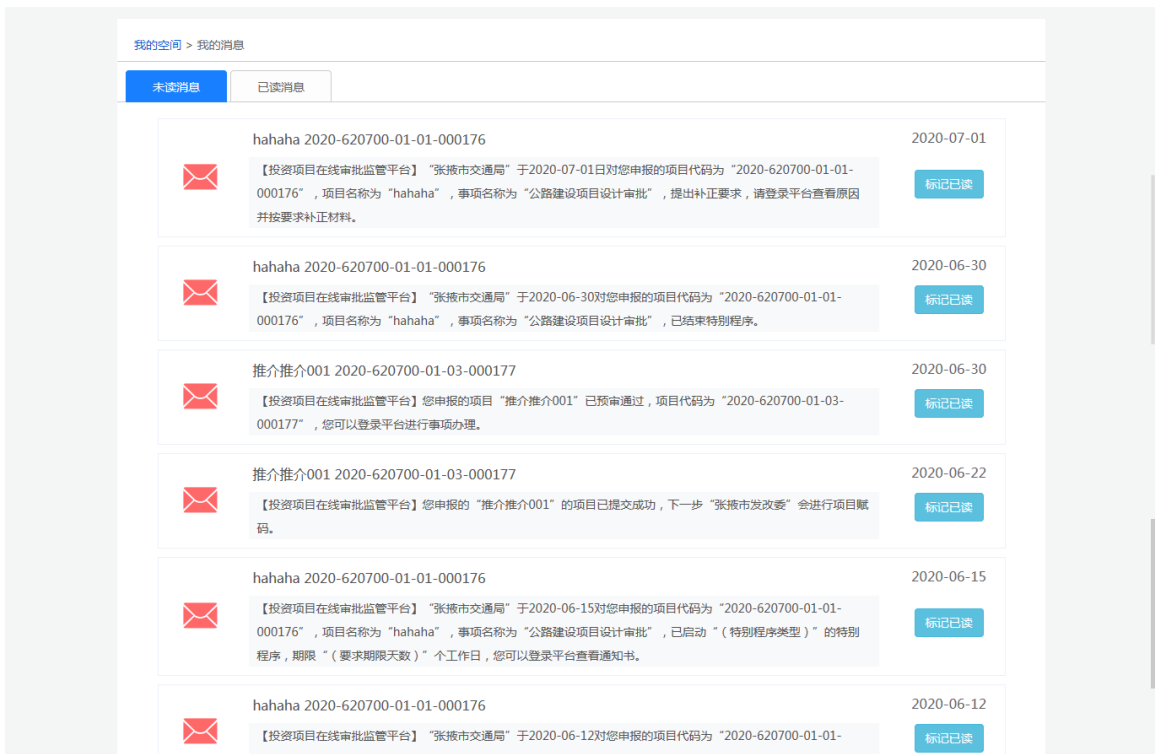 我的空间 > 我的消息
未读消息
已读消息
hahaha 2020-620700-01-01-000176
2020-07-01
【投资项目在线审批监管平台】“张掖市交通局”于2020-07-01日对您申报的项目代码为“2020-620700-01-01-
000176”，项目名称为“hahaha”，事项名称为“公路建设项目设计审批”，提出补正要求，请登录平台查看原因
并按要求补正材料。
标记已读
hahaha 2020-620700-01-01-000176
2020-06-30
【投资项目在线审批监管平台】“张掖市交通局”于2020-06-30对您申报的项目代码为“2020-620700-01-01-
000176”，项目名称为“hahaha”，事项名称为“公路建设项目设计审批”，已结束特别程序。
标记已读
推介推介001 2020-620700-01-03-000177
2020-06-30
【投资项目在线审批监管平台】您申报的项目“推介推介001”已预审通过，项目代码为“2020-620700-01-03-
000177”，您可以登录平台进行事项办理。
标记已读
推介推介001 2020-620700-01-03-000177
2020-06-22
【投资项目在线审批监管平台】您申报的“推介推介001”的项目已提交成功，下一步“张掖市发改委”会进行项目赋
码。
标记已读
hahaha 2020-620700-01-01-000176
2020-06-15
【投资项目在线审批监管平台】“张掖市交通局”于2020-06-15对您申报的项目代码为“2020-620700-01-01-
000176”，项目名称为“hahaha”，事项名称为“公路建设项目设计审批”，已启动“（特别程序类型）”的特别
程序，期限“（要求期限天数）”个工作日，您可以登录平台查看通知书。
标记已读
hahaha 2020-620700-01-01-000176
2020-06-12
【投资项目在线审批监管平台】“张掖市交通局”于2020-06-12对您申报的项目代码为“2020-620700-01-01-
标记已读